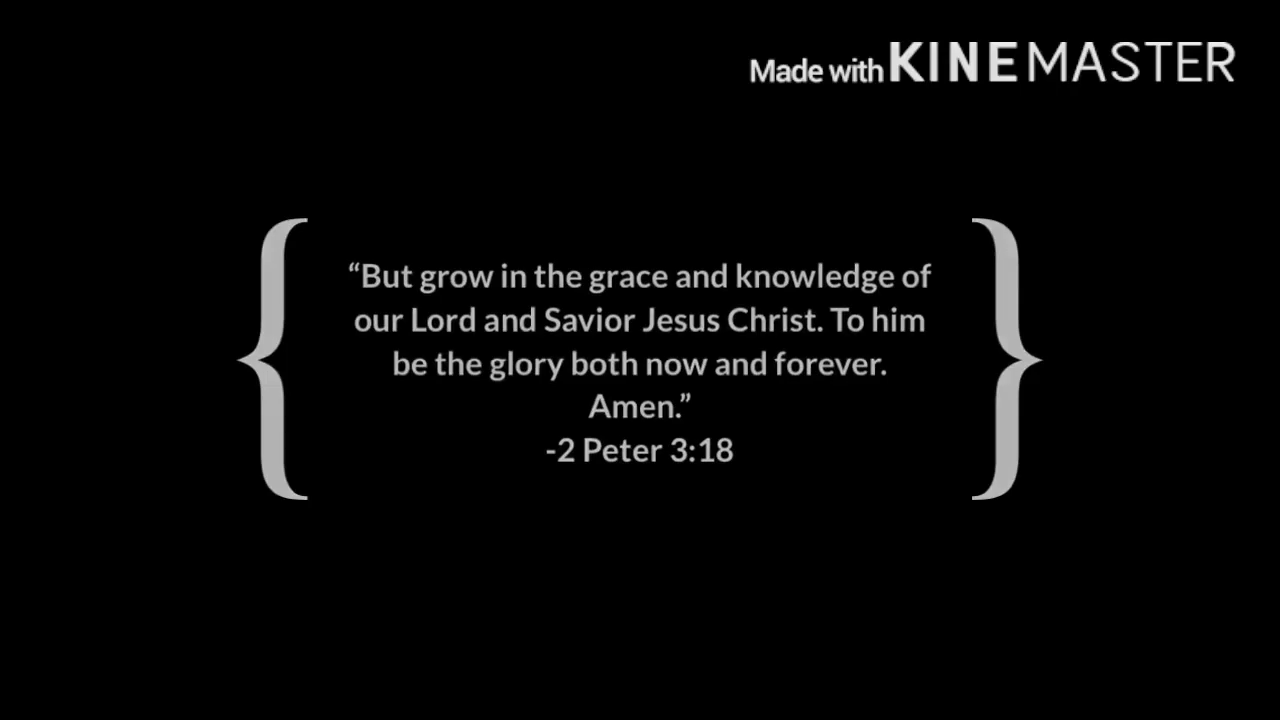 Made with KINEMASTER
“But grow in the grace and knowledge of
our Lord and Savior Jesus Christ. To him
be the glory both now and forever.
Amen.”
-2 Peter 3:18